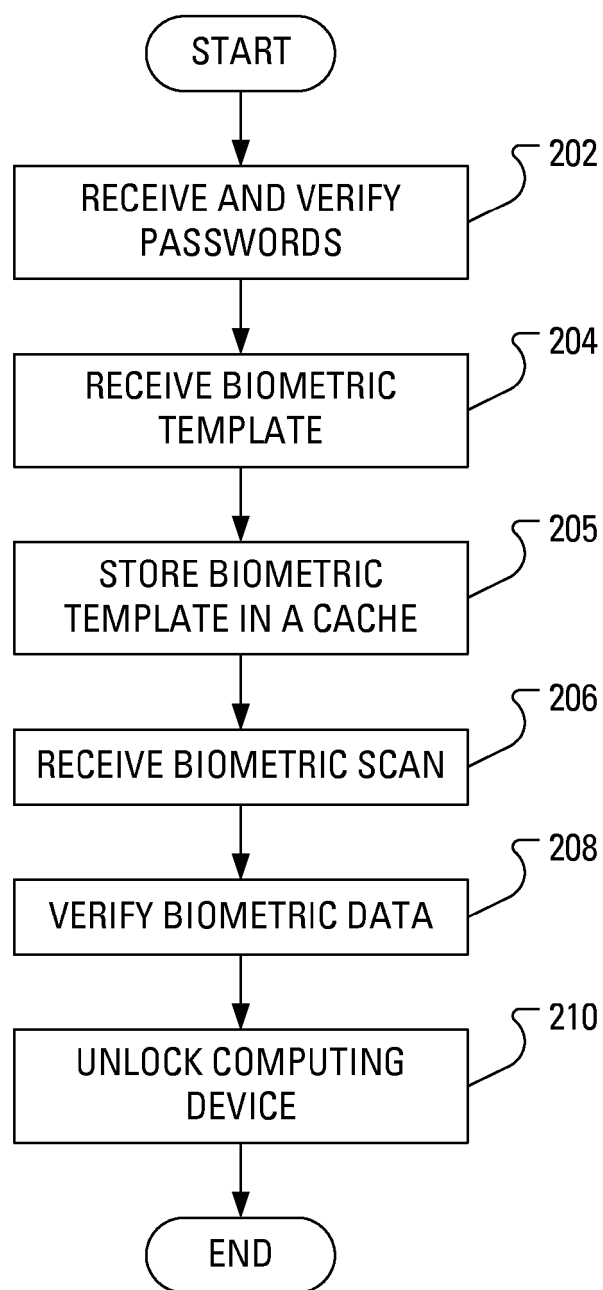 START
202
RECEIVE AND VERIFY
PASSWORDS
204
RECEIVE BIOMETRIC
TEMPLATE
205
STORE BIOMETRIC
TEMPLATE IN A CACHE
206
RECEIVE BIOMETRIC SCAN
208
VERIFY BIOMETRIC DATA
210
UNLOCK COMPUTING
DEVICE
END